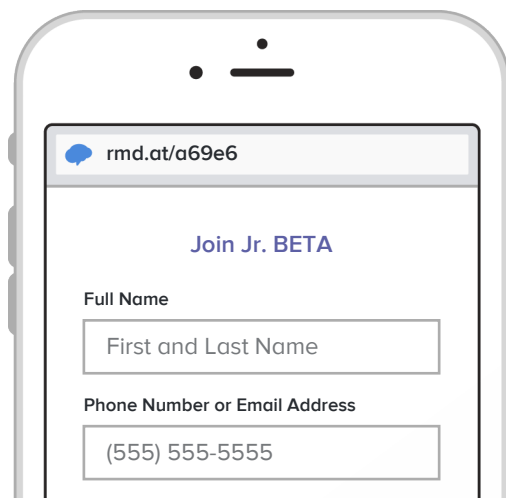 rmd.at/a69e6
Join Jr. BETA
Full Name
First and Last Name
Phone Number or Email Address
(555) 555-5555